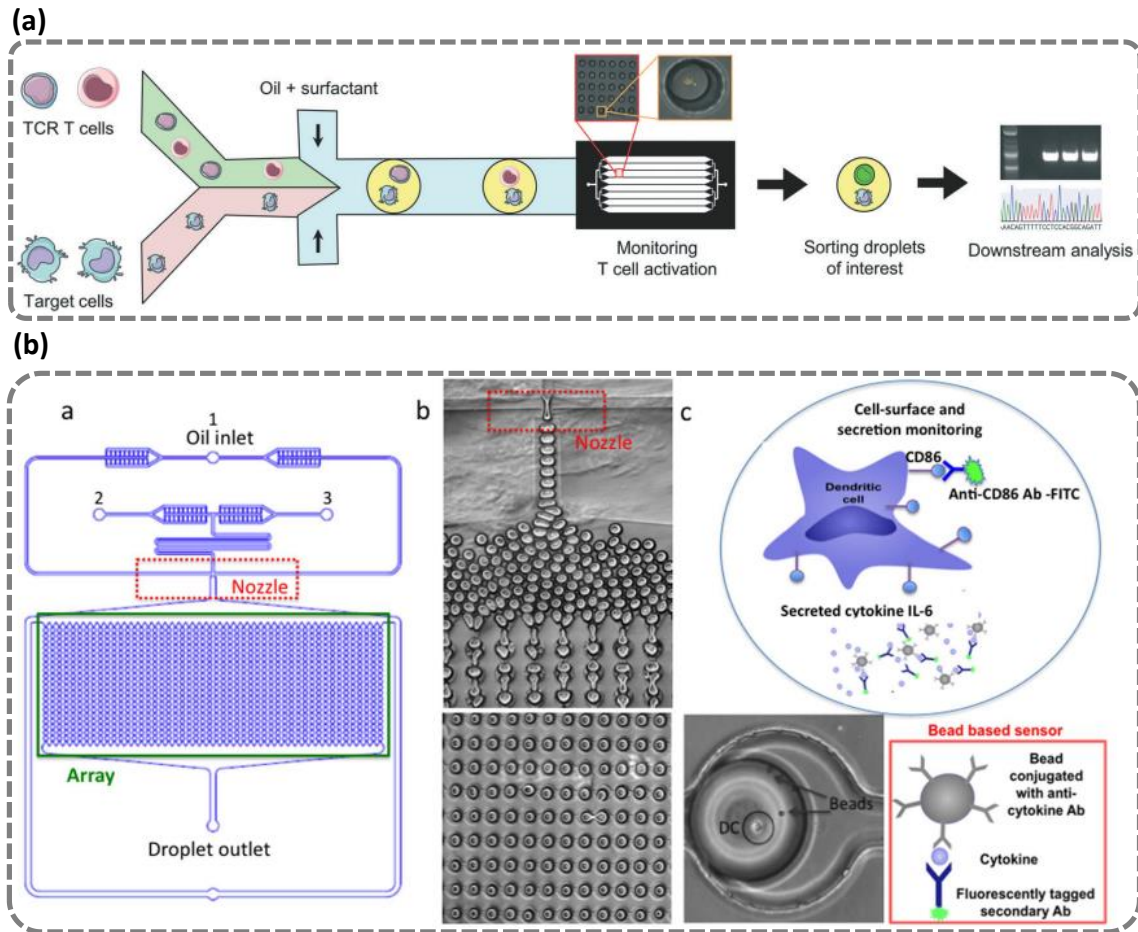 (a)
TCR T cells
Target cells
Oil + surfactant
Monitoring
T cell activation
Sorting droplets
of interest
Downstream analysis
(b)
a
1
Oil inlet
2
3
Nozzle
Array
Droplet outlet
b
Nozzle
c
Cell-surface and
secretion monitoring
CD86
Dendritic
cell
Anti-CD86 Ab -FITC
Secreted cytokine IL-6
Beads
DC
Bead based sensor
Bead
conjugated
with anti-
cytokine Ab
Cytokine
Fluorescently tagged
secondary Ab